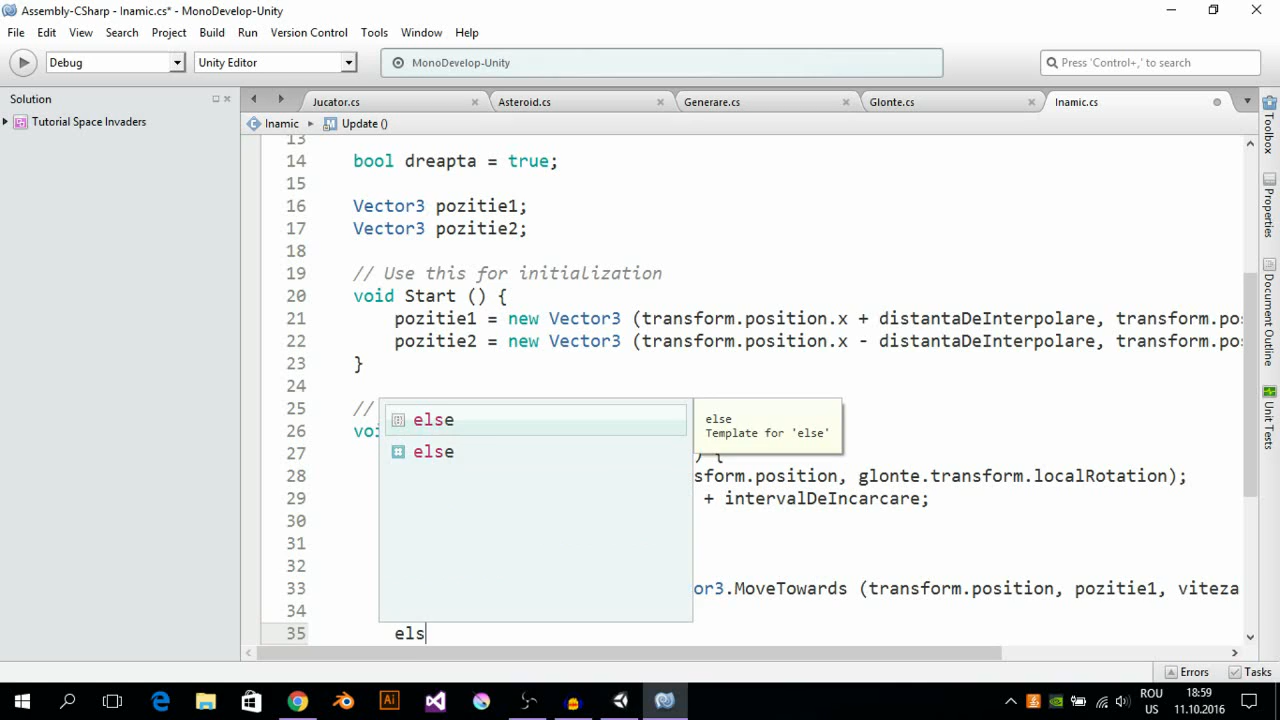 Assembly-CSharp - Inamic.cs* - MonoDevelop-Unity
File Edit View Search Project Build Run Version Control Tools Window Help
Debug Unity Editor MonoDevelop-Unity Press 'Control+,' to search
Solution
Jucator.cs Asteroid.cs Generare.cs Glonte.cs Inamic.cs
Tutorial Space Invaders
Inamic Update ()
13
14 bool dreapta = true;
15
16 Vector3 pozitie1;
17 Vector3 pozitie2;
18
19 // Use this for initialization
20 void Start () {
21 pozitie1 = new Vector3 (transform.position.x + distantaDeInterpolare, transform.po
22 pozitie2 = new Vector3 (transform.position.x - distantaDeInterpolare, transform.po
23 }
24
25 //
26 voi
27 ) {
28 sform.position, glonte.transform.localRotation);
29 + intervalDeIncarcare;
30
31
32
33 or3.MoveTowards (transform.position, pozitie1, viteza
34
35 els
else
else
else
Template for 'else'
Toolbox
Properties
Document Outline
Unit Tests
Errors Tasks
Ai
ROU
US
18:59
11.10.2016